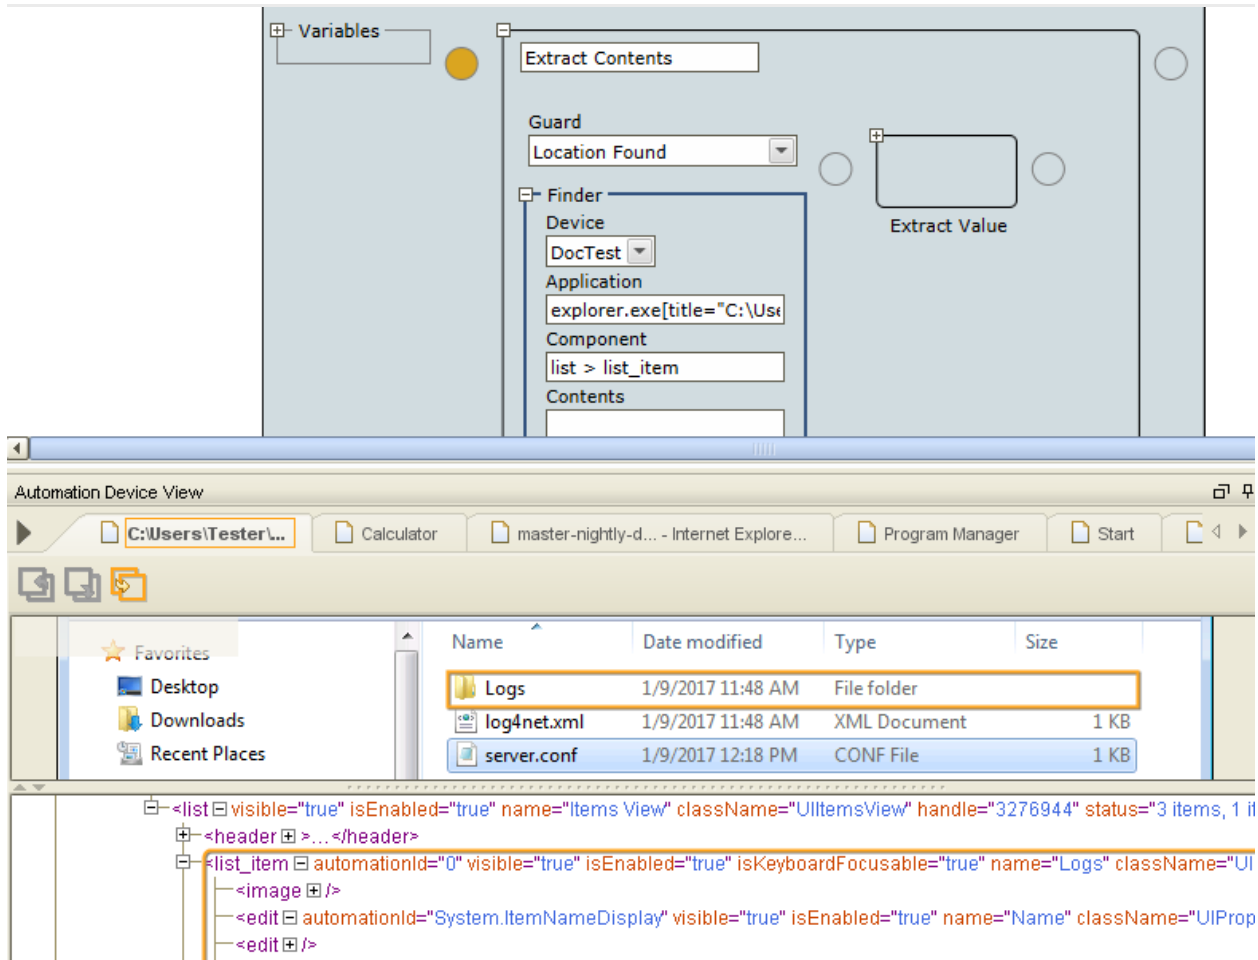 Variables
Extract Contents
Guard
Location Found
Finder
Device
DocTest
Application
explorer.exe[title="C:\Use
Component
list > list_item
Contents
Extract Value
Automation Device View
C:\Users\Tester\... Calculator master-nightly-d... - Internet Explore... Program Manager Start
Favorites
Desktop
Downloads
Recent Places
Name Date modified Type Size
Logs 1/9/2017 11:48 AM File folder
log4net.xml 1/9/2017 11:48 AM XML Document 1 KB
server.conf 1/9/2017 12:18 PM CONF File 1 KB
<list visible="true" isEnabled="true" name="Items View" className="UIItemsView" handle="3276944" status="3 items, 1 it
<header >...</header>
<list_item automationId="0" visible="true" isEnabled="true" isKeyboardFocusable="true" name="Logs" className="UI
<image />
<edit automationId="System.ItemNameDisplay" visible="true" isEnabled="true" name="Name" className="UIProp
<edit />